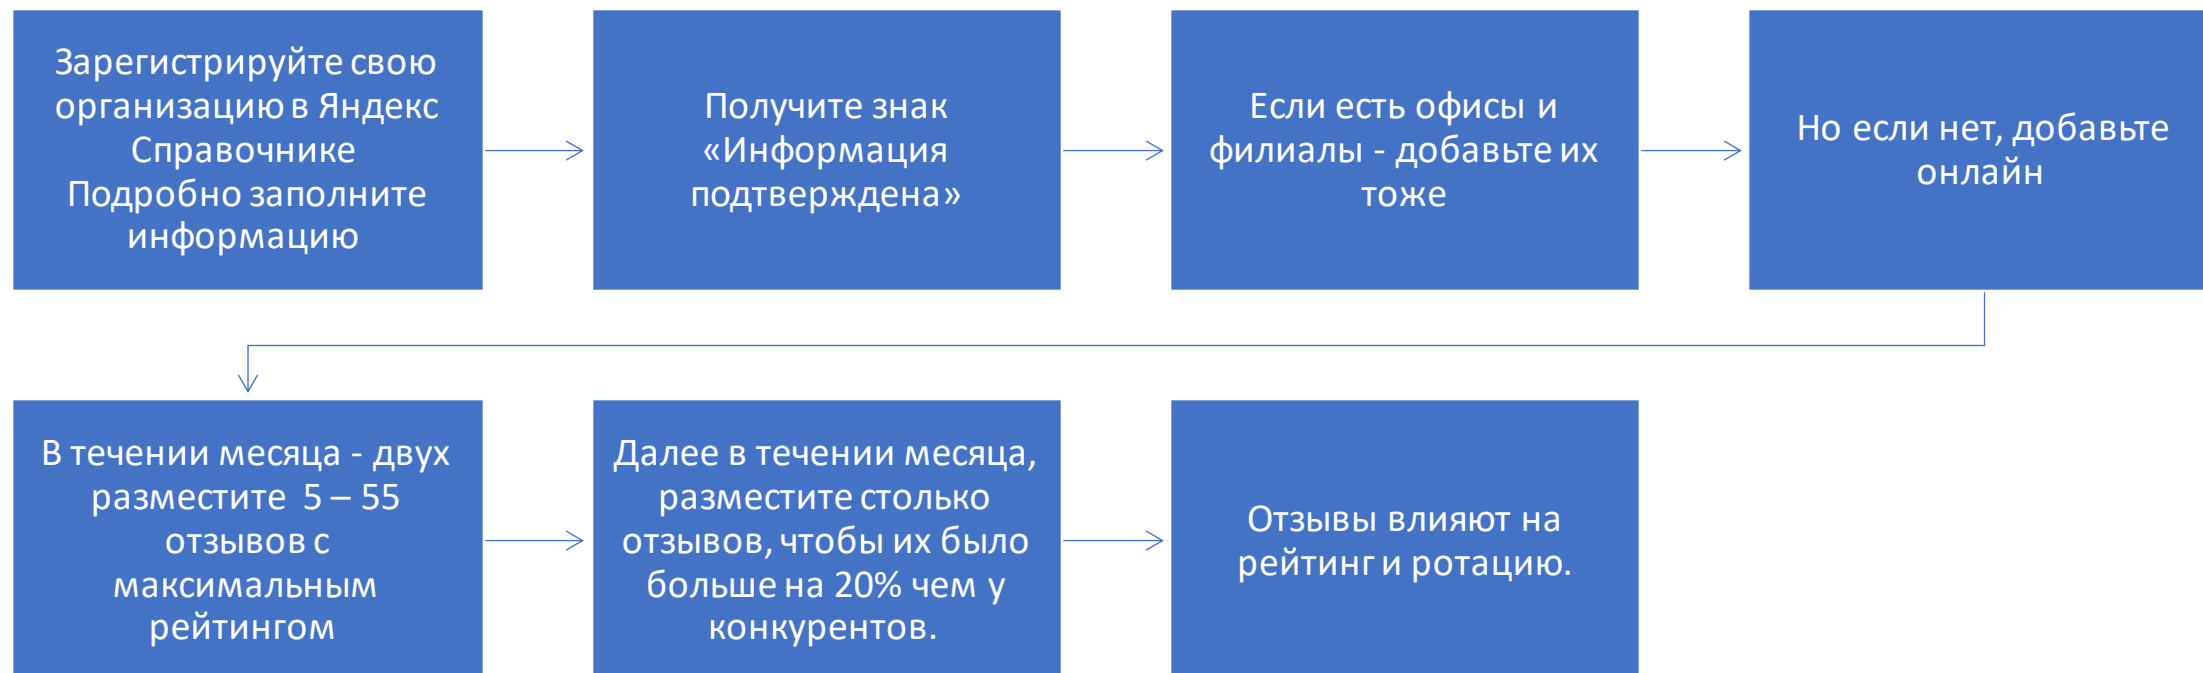 Зарегистрируйте свою
организацию в Яндекс
Справочнике
Подробно заполните
информацию
Получите знак
«Информация
подтверждена»
Если есть офисы и
филиалы - добавьте их
тоже
Но если нет, добавьте
онлайн
В течении месяца - двух
разместите 5 – 55
отзывов с
максимальным
рейтингом
Далее в течении месяца,
разместите столько
отзывов, чтобы их было
больше на 20% чем у
конкурентов.
Отзывы влияют на
рейтинг и ротацию.